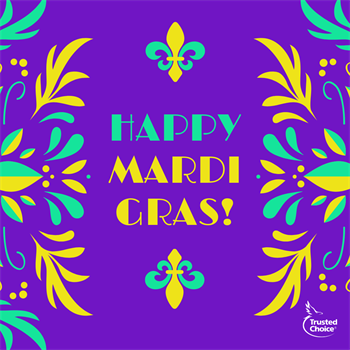 HAPPY
MARDI
GRAS!
Trusted
Choice